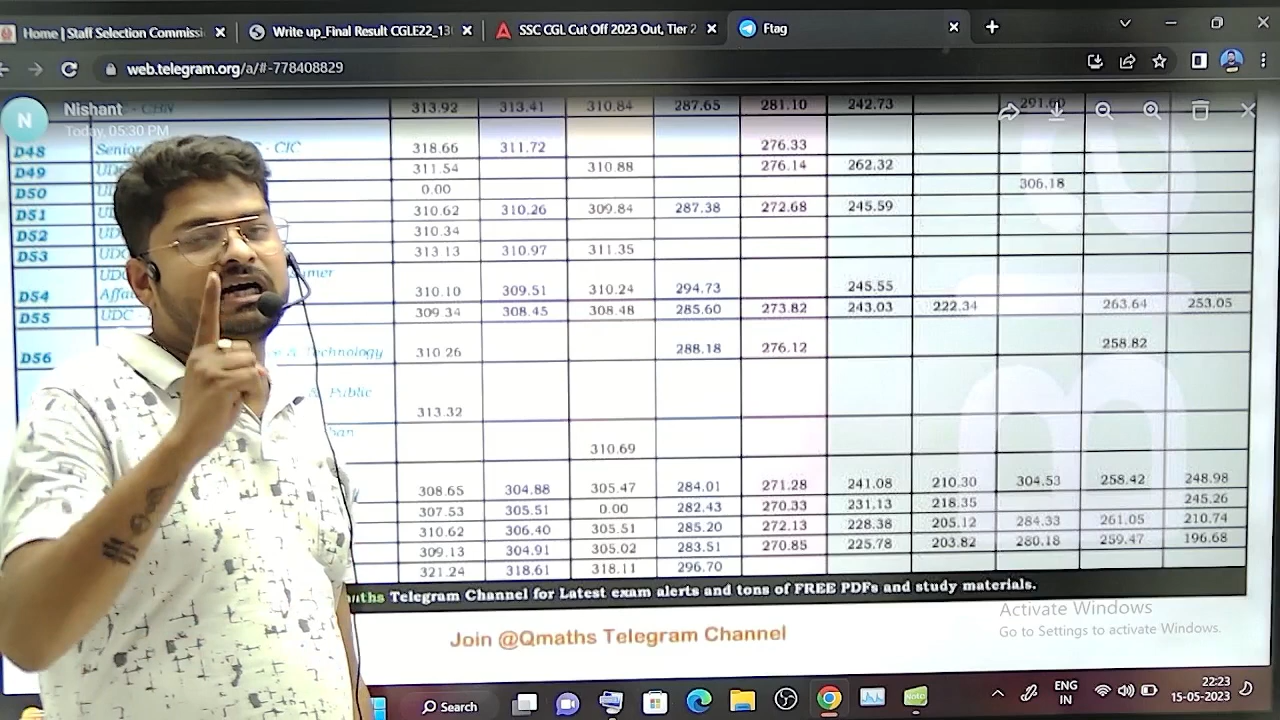 Home | Staff Selection Commissi
Write up_Final Result CGLE22_13
SSC CGL Cut Off 2023 Out, Tier 2
Ftag
web.telegram.org/a/#-778408829
N
Nishant
Today, 05:30 PM
- CBN 313.92 313.41 310.84 287.65 281.10 242.73
D48 Senior - CIC 318.66 311.72 276.33
D49 311.54 310.88 276.14 262.32
D50 0.00 306.18
D51 310.62 310.26 309.84 287.38 272.68 245.59
D52 310.34
D53 313.13 310.97 311.35
D54 310.10 309.51 310.24 294.73 245.55
D55 UDC - 309.34 308.45 308.48 285.60 273.82 243.03 222.34 263.64 253.05
D56 & Technology 310.26 288.18 276.12 258.82
& Public
313.32
310.69
308.65 304.88 305.47 284.01 271.28 241.08 210.30 304.53 258.42 248.98
307.53 305.51 0.00 282.43 270.33 231.13 218.35 245.26
310.62 306.40 305.51 285.20 272.13 228.38 205.12 284.33 261.05 210.74
309.13 304.91 305.02 283.51 270.85 225.78 203.82 280.18 259.47 196.68
321.24 318.61 318.11 296.70
Telegram Channel for Latest exam alerts and tons of FREE PDFs and study materials.
Join @Qmaths Telegram Channel
Activate Windows
Go to Settings to activate Windows.
Search
ENG
IN
22:23
15-05-2023